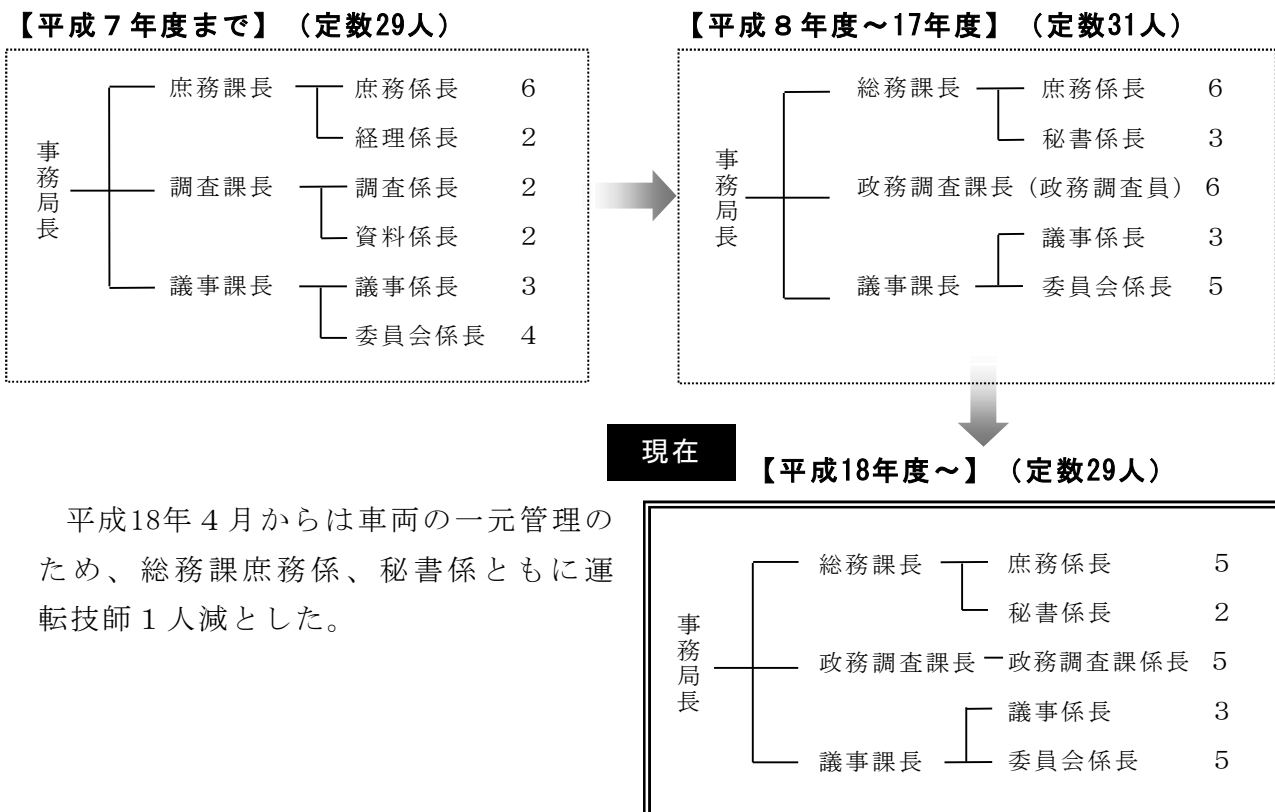 【平成７年度まで】（定数29人）
事務局長
庶務課長 庶務係長 6
経理係長 2
調査課長 調査係長 2
資料係長 2
議事課長 議事係長 3
委員会係長 4
【平成８年度～17年度】（定数31人）
事務局長
総務課長 庶務係長 6
秘書係長 3
政務調査課長（政務調査員） 6
議事係長 3
議事課長 委員会係長 5
現在
【平成18年度～】（定数29人）
平成18年４月からは車両の一元管理の
ため、総務課庶務係、秘書係ともに運
転技師１人減とした。
事務局長
総務課長 庶務係長 5
秘書係長 2
政務調査課長 政務調査課係長 5
議事係長 3
議事課長 委員会係長 5